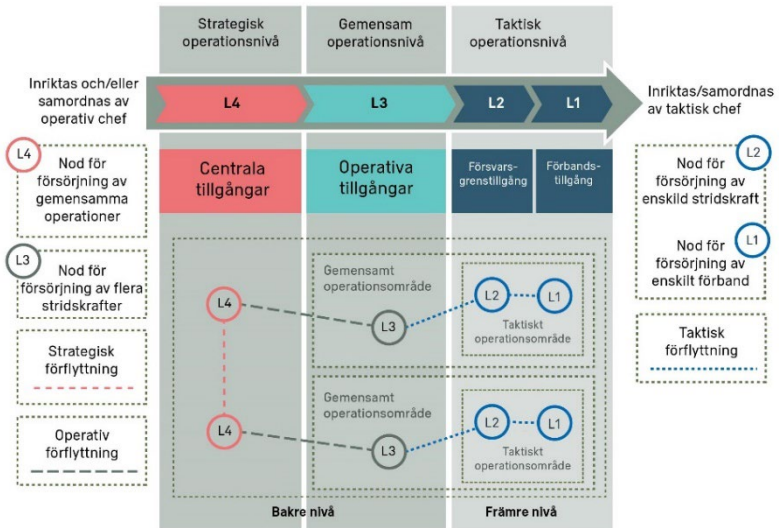 Strategisk
operationsnivå
Gemensam
operationsnivå
Taktisk
operationsnivå
Inriktas och/eller
samordnas av
operativ chef
L4
L3
L2
L1
Inriktas/samordnas
av taktisk chef
Centrala
tillgångar
Operativa
tillgångar
Försvars-
grenstillgång
Förbands-
tillgång
L4
Nod för
försörjning av
gemensamma
operationer
L3
Nod för
försörjning av flera
stridskrafter
Strategisk
förflyttning
Operativ
förflyttning
Gemensamt
operationsområde
L4
L3
L2
L1
Taktiskt
operationsområde
Gemensamt
operationsområde
L4
L3
L2
L1
Taktiskt
operationsområde
Bakre nivå
Främre nivå
L2
Nod för
försörjning av
enskild stridskraft
L1
Nod för
försörjning av
enskilt förband
Taktisk
förflyttning